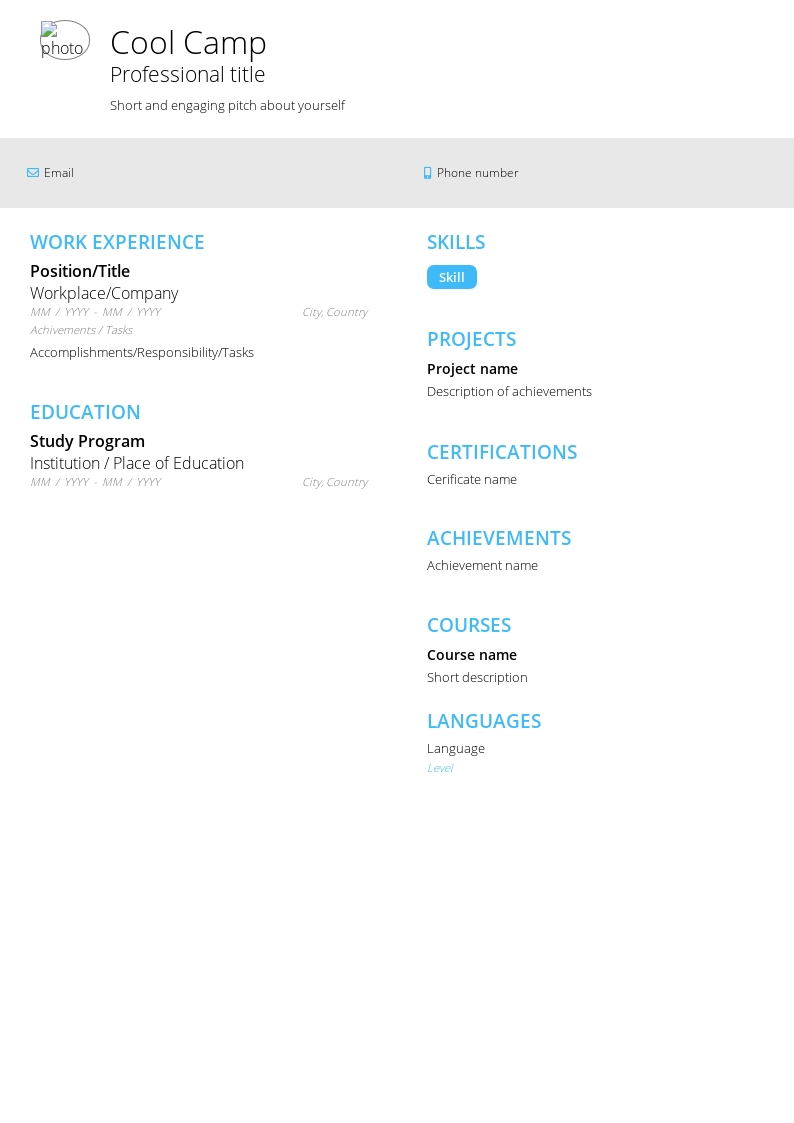 photo
Cool Camp
Professional title
Short and engaging pitch about yourself
Email
Phone number
WORK EXPERIENCE
Position/Title
Workplace/Company
MM / YYYY - MM / YYYY City, Country
Achivements / Tasks
Accomplishments/Responsibility/Tasks
EDUCATION
Study Program
Institution / Place of Education
MM / YYYY - MM / YYYY City, Country
SKILLS
Skill
PROJECTS
Project name
Description of achievements
CERTIFICATIONS
Cerificate name
ACHIEVEMENTS
Achievement name
COURSES
Course name
Short description
LANGUAGES
Language
Level